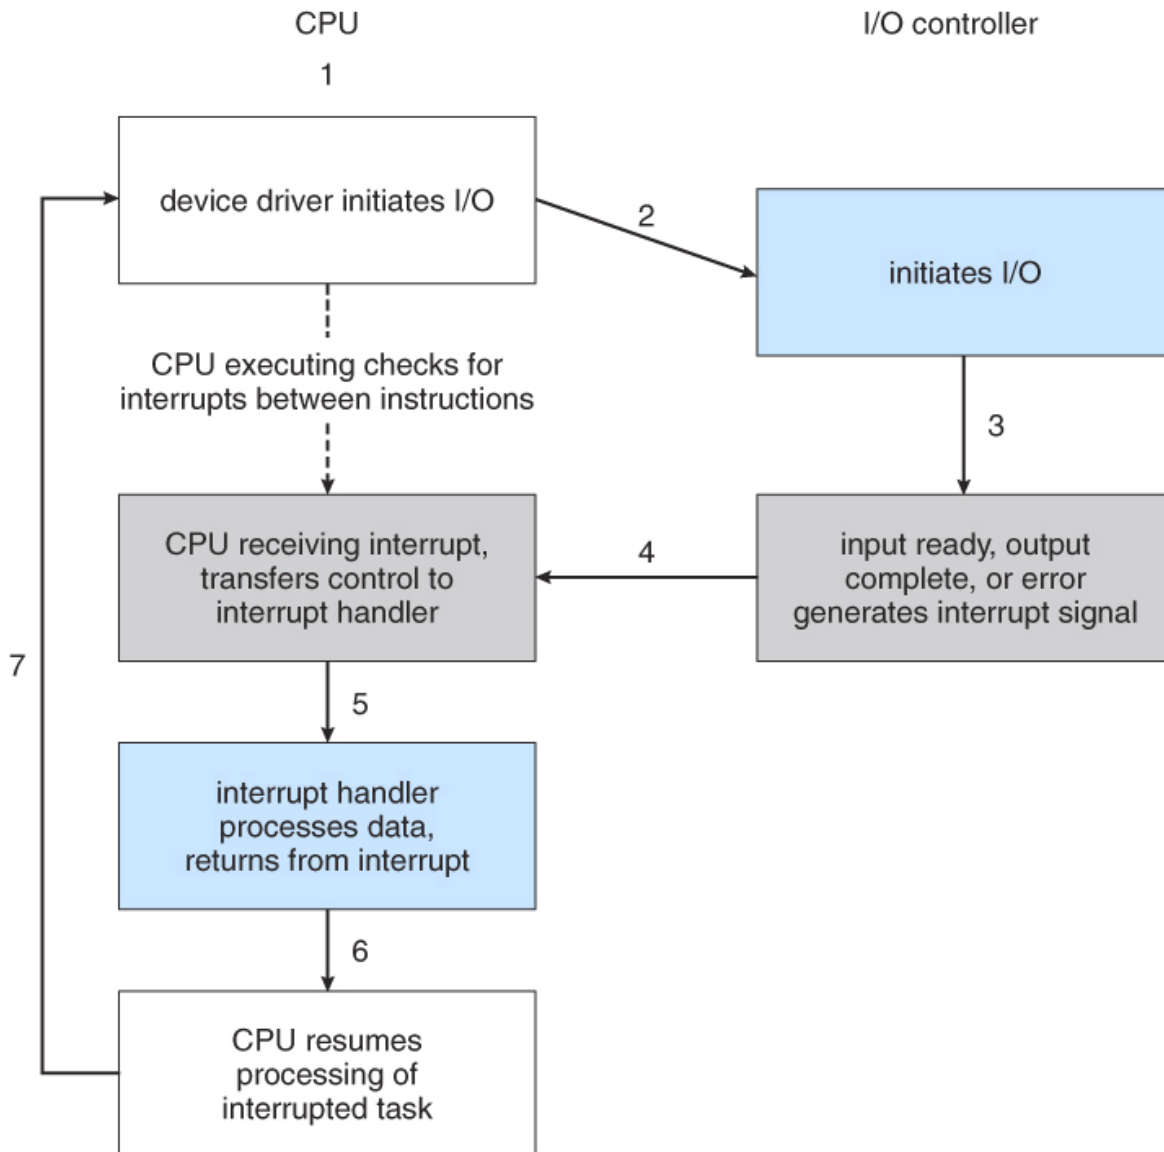 CPU
I/O controller
1
device driver initiates I/O
2
initiates I/O
CPU executing checks for
interrupts between instructions
3
CPU receiving interrupt,
transfers control to
interrupt handler
4
input ready, output
complete, or error
generates interrupt signal
7
5
interrupt handler
processes data,
returns from interrupt
6
CPU resumes
processing of
interrupted task